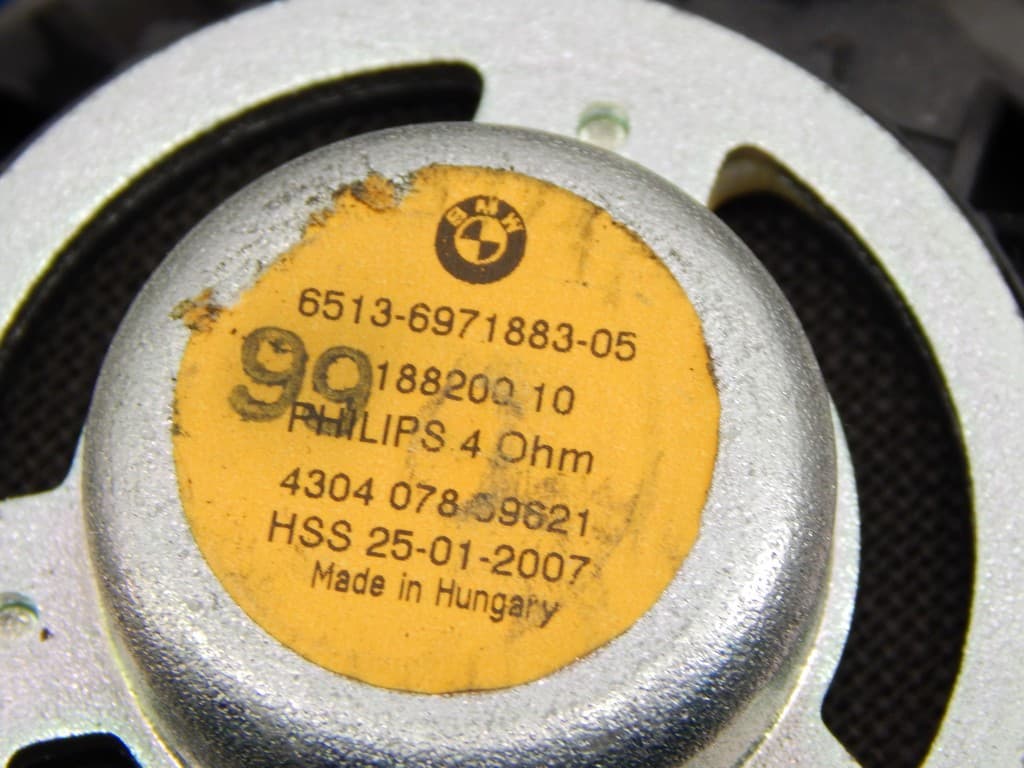 BMW
6513-6971883-05
99 188200 10
PHILIPS 4 Ohm
4304 078 59621
HSS 25-01-2007
Made in Hungary